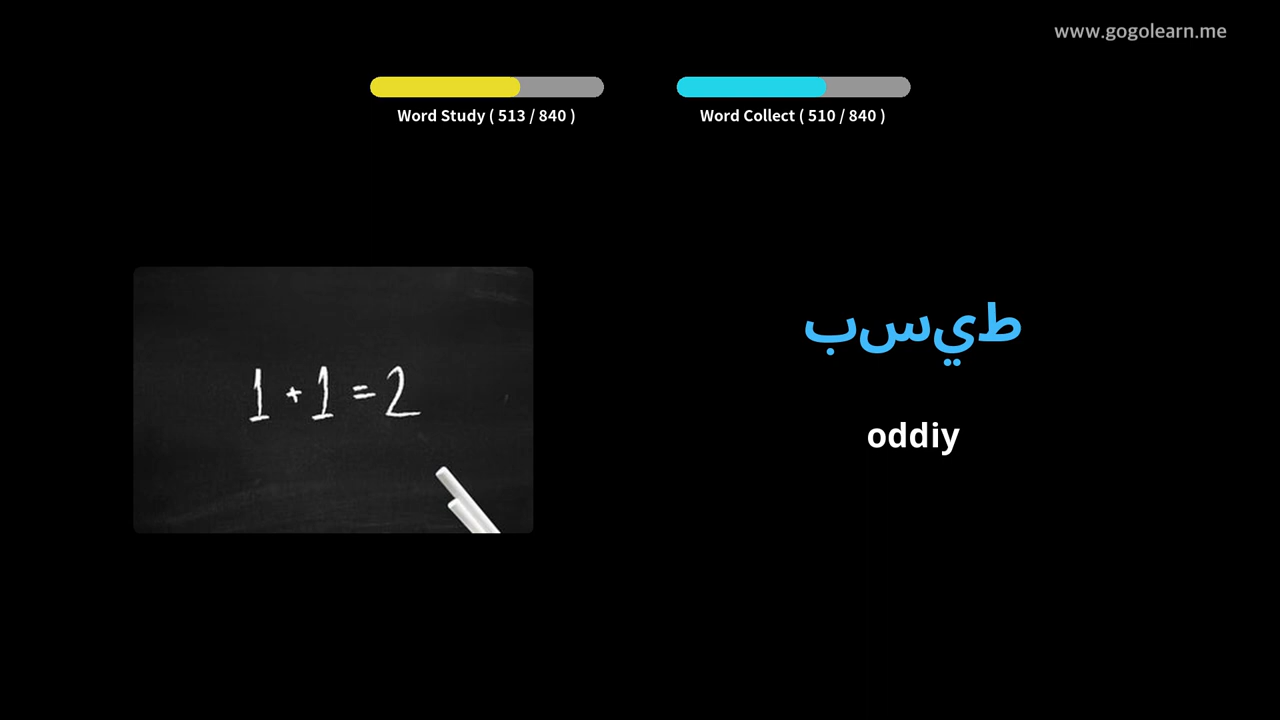 www.gogolearn.me
Word Study ( 513 / 840 )
Word Collect ( 510 / 840 )
1 + 1 = 2
بسيط
oddiy